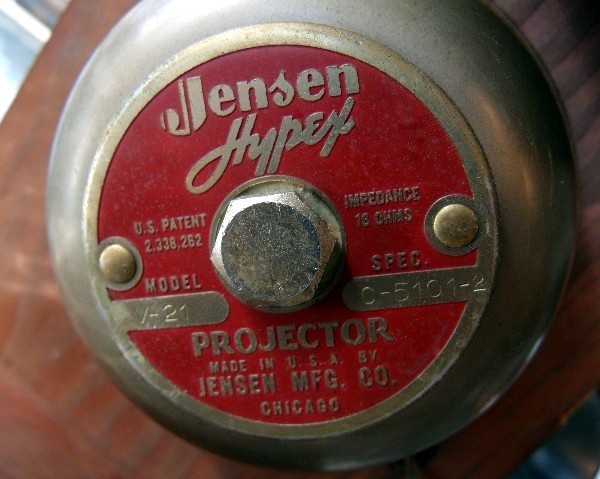 Jensen
Hypex
U.S. PATENT
2,338,262
IMPEDANCE
16 OHMS
MODEL
V-21
SPEC.
C-5101-2
PROJECTOR
MADE IN U.S.A. BY
JENSEN MFG. CO.
CHICAGO